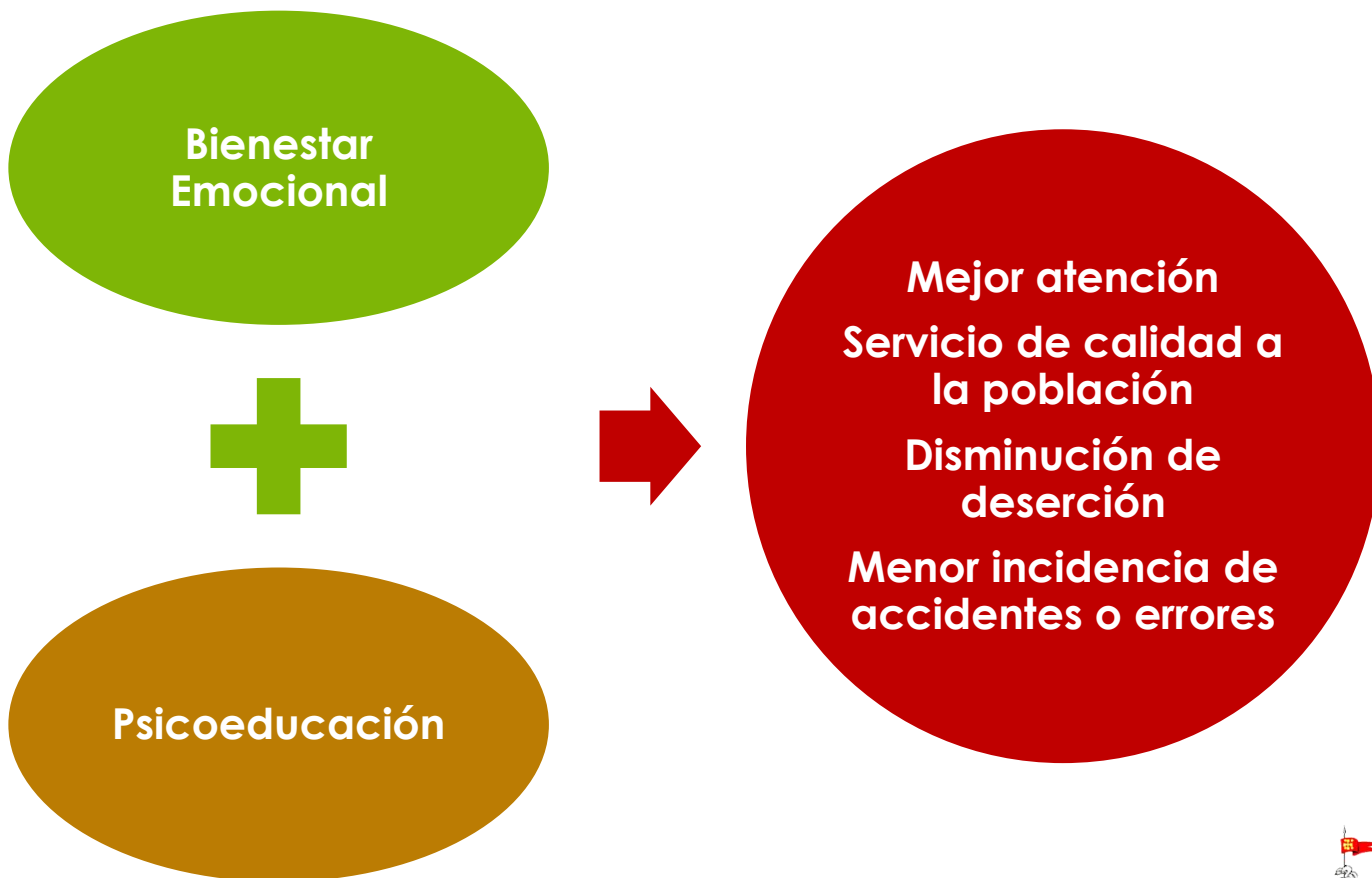 Bienestar
Emocional
Psicoeducación
Mejor atención
Servicio de calidad a
la población
Disminución de
deserción
Menor incidencia de
accidentes o errores